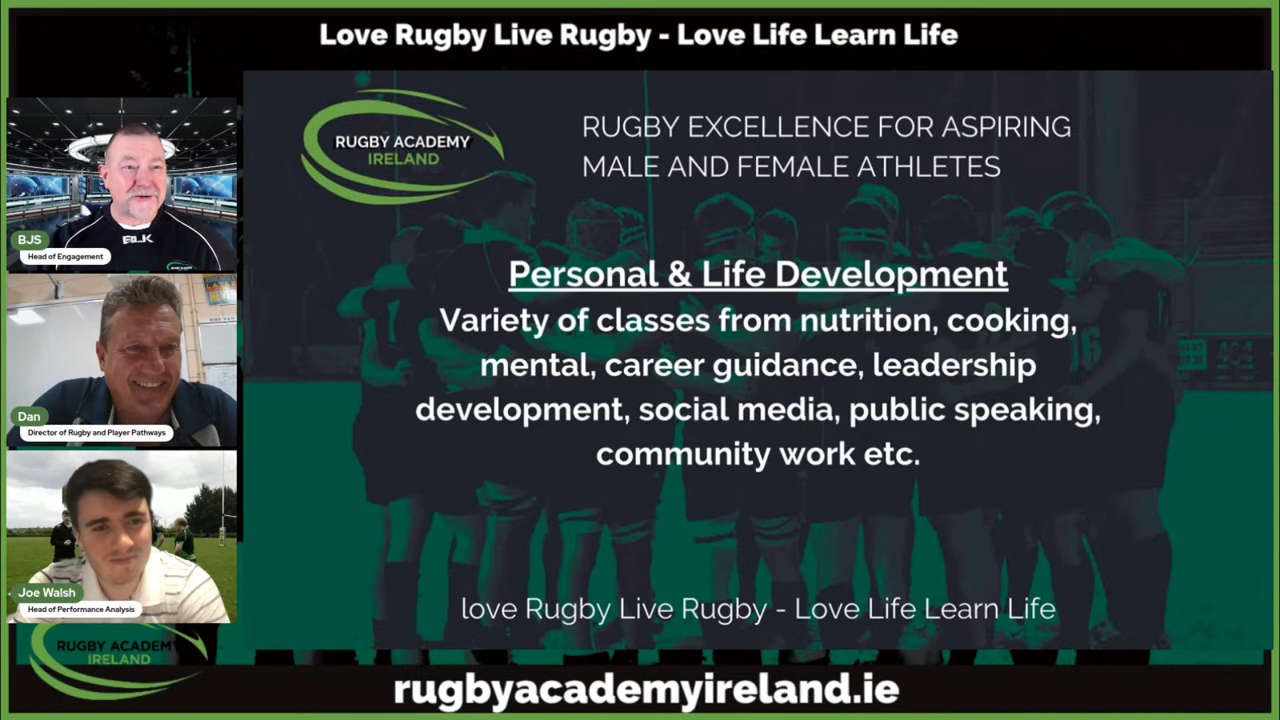 Love Rugby Live Rugby - Love Life Learn Life
RUGBY ACADEMY
IRELAND
RUGBY EXCELLENCE FOR ASPIRING
MALE AND FEMALE ATHLETES
BJS
Head of Engagement
BLK
Personal & Life Development
Variety of classes from nutrition, cooking,
mental, career guidance, leadership
development, social media, public speaking,
community work etc.
Dan
Director of Rugby and Player Pathways
Joe Walsh
Head of Performance Analysis
love Rugby Live Rugby - Love Life Learn Life
RUGBY ACADEMY
IRELAND
rugbyacademyireland.ie